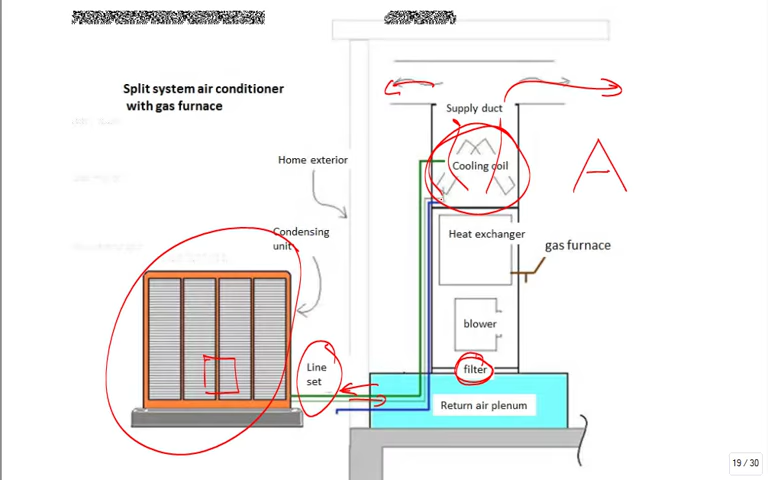 Split system air conditioner
with gas furnace
Supply duct
Home exterior
Cooling coil
A
Condensing
unit
Heat exchanger
gas furnace
blower
Line
set
filter
Return air plenum
19 / 30